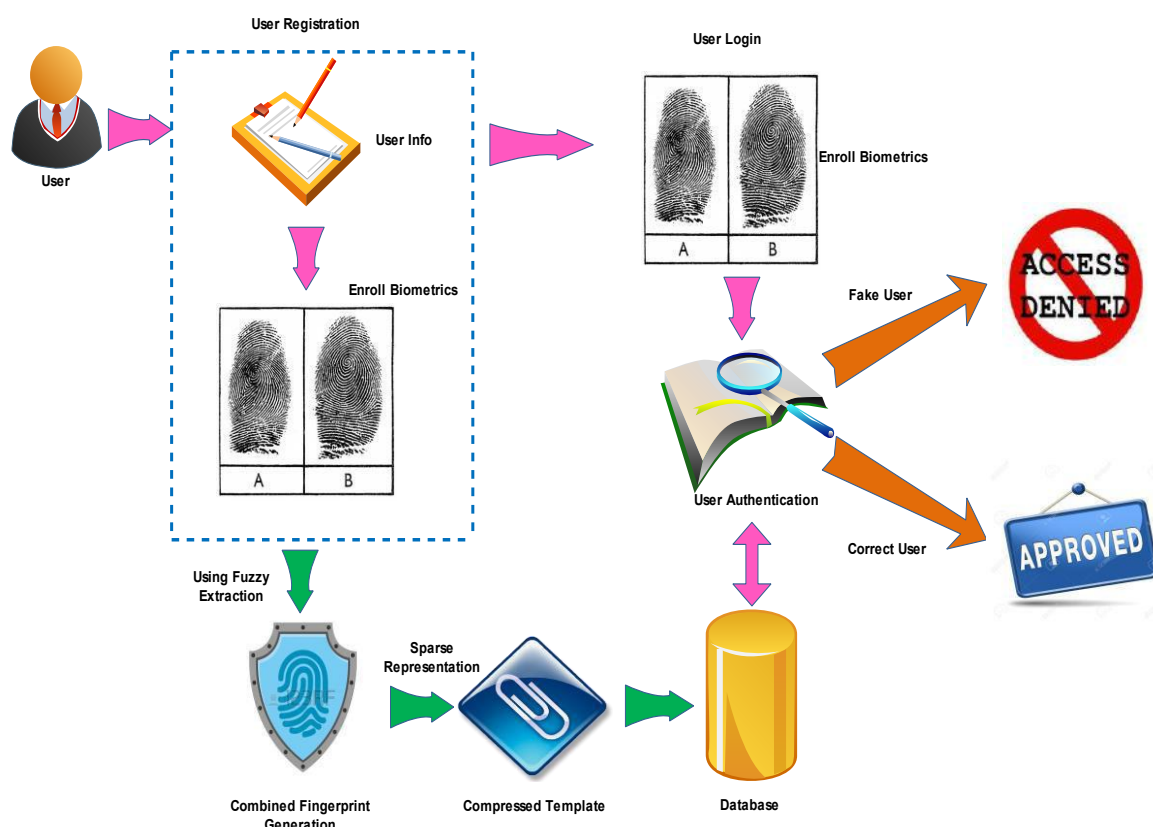 User Registration
User Login
User Info
Enroll Biometrics
A
B
User
Enroll Biometrics
A
B
Fake User
ACCESS
DENIED
User Authentication
Correct User
APPROVED
Using Fuzzy
Extraction
Sparse
Representation
Combined Fingerprint
Generation
Compressed Template
Database